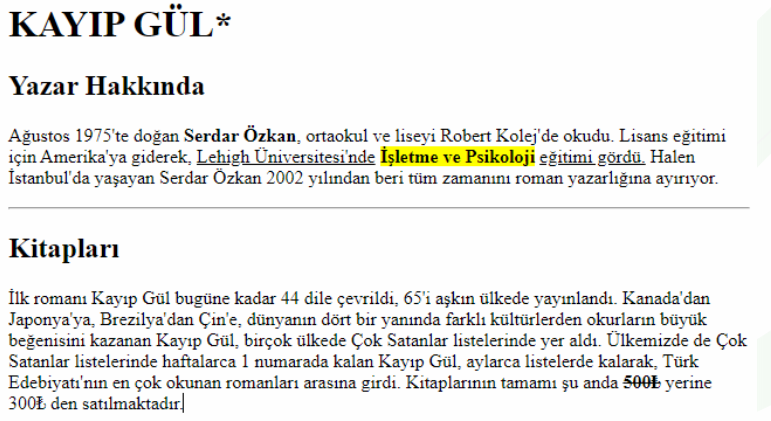 KAYIP GÜL*
Yazar Hakkında
Ağustos 1975'te doğan Serdar Özkan, ortaokul ve liseyi Robert Kolej'de okudu. Lisans eğitimi
için Amerika'ya giderek, Lehigh Üniversitesi'nde İşletme ve Psikoloji eğitimi gördü. Halen
İstanbul'da yaşayan Serdar Özkan 2002 yılından beri tüm zamanını roman yazarlığına ayırıyor.
Kitapları
İlk romanı Kayıp Gül bugüne kadar 44 dile çevrildi, 65'i aşkın ülkede yayınlandı. Kanada'dan
Japonya'ya, Brezilya'dan Çin'e, dünyanın dört bir yanında farklı kültürlerden okurların büyük
beğenisini kazanan Kayıp Gül, birçok ülkede Çok Satanlar listelerinde yer aldı. Ülkemizde de Çok
Satanlar listelerinde haftalarca 1 numarada kalan Kayıp Gül, aylarca listelerde kalarak, Türk
Edebiyatı'nın en çok okunan romanları arasına girdi. Kitaplarının tamamı şu anda 500₺ yerine
300₺ den satılmaktadır.